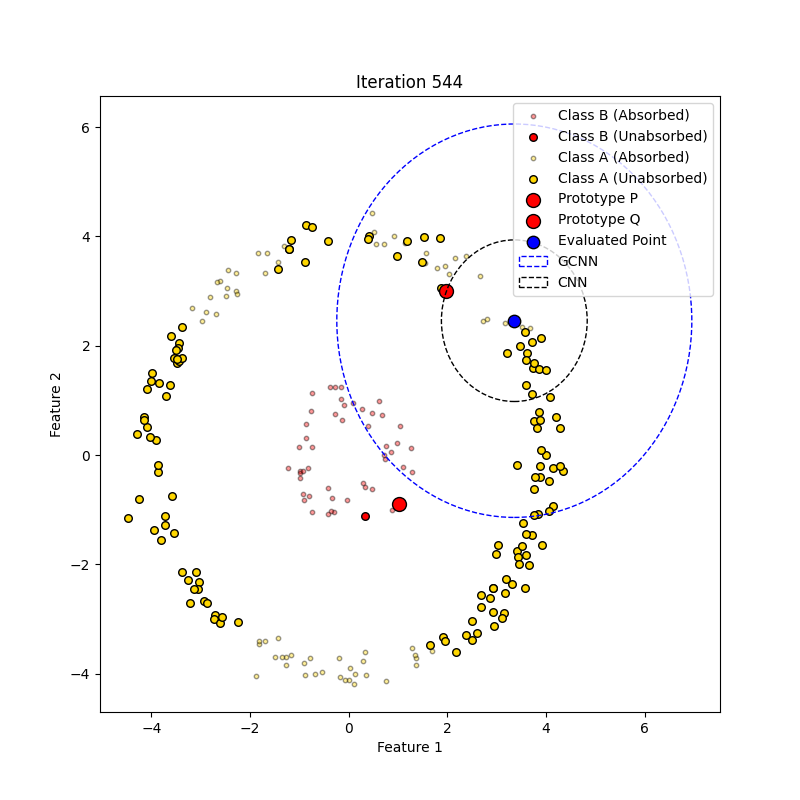 Iteration 544
Class B (Absorbed)
Class B (Unabsorbed)
Class A (Absorbed)
Class A (Unabsorbed)
Prototype P
Prototype Q
Evaluated Point
GCNN
CNN
6
4
2
0
−2
−4
Feature 2
−4 −2 0 2 4 6
Feature 1